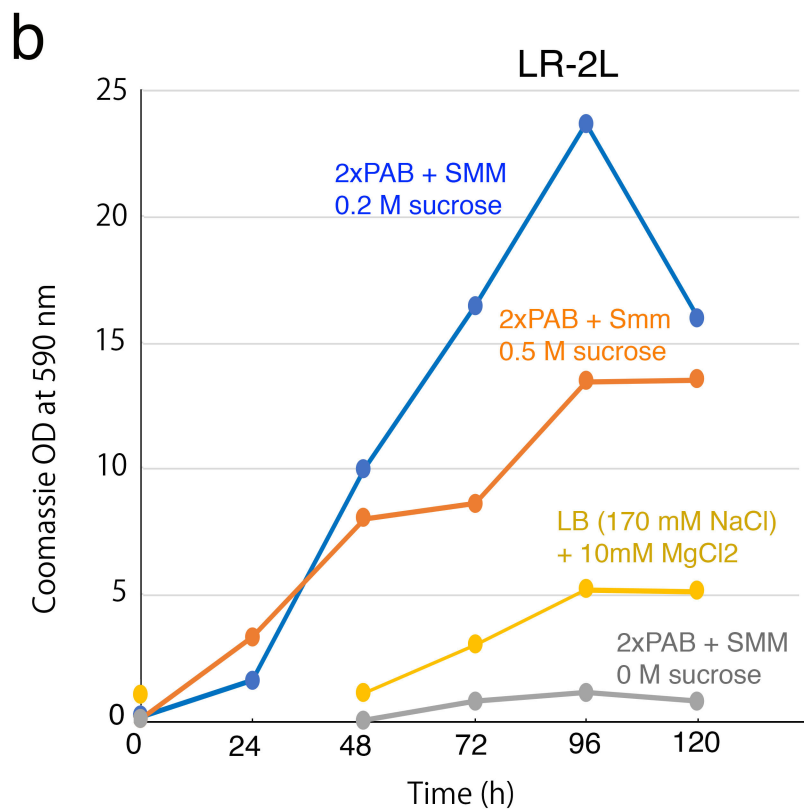 b
LR-2L
25
20
15
10
5
0
Coomassie OD at 590 nm
2xPAB + SMM
0.2 M sucrose
2xPAB + Smm
0.5 M sucrose
LB (170 mM NaCl)
+ 10mM MgCl2
2xPAB + SMM
0 M sucrose
0 24 48 72 96 120
Time (h)